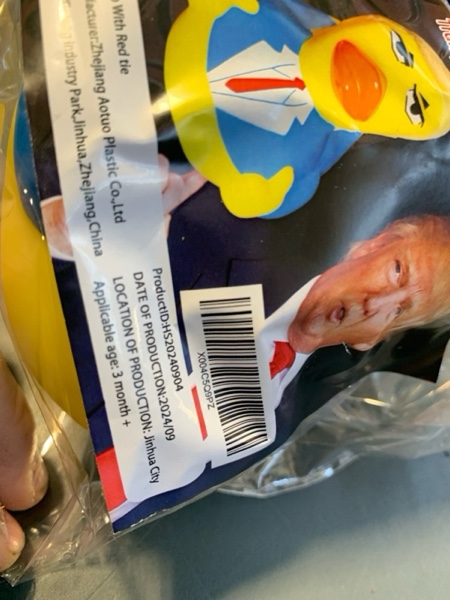 ) With Red tie
facturer:Zhejiang Aotuo Plastic Co.,Ltd
Industry Park,Jinhua,Zhejiang,China
ProductID:HS20240904
DATE OF PRODUCTION:2024/09
LOCATION OF PRODUCTION: Jinhua City
Applicable age: 3 month +
X004C5Q9PZ